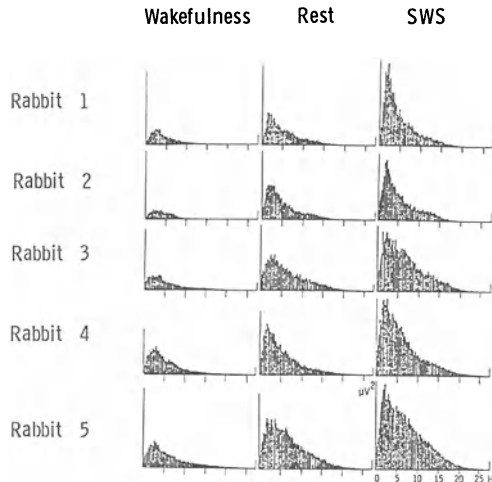 Wakefulness Rest SWS
Rabbit 1
Rabbit 2
Rabbit 3
Rabbit 4
μv²
Rabbit 5
0 5 10 15 20 25 H